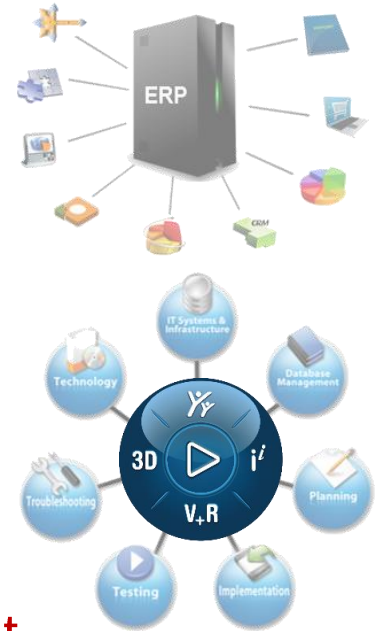 ERP
CRM
IT Systems &
Infrastructure
Technology
Database
Management
3D
V+R
Troubleshooting
Planning
Testing
Implementation
+